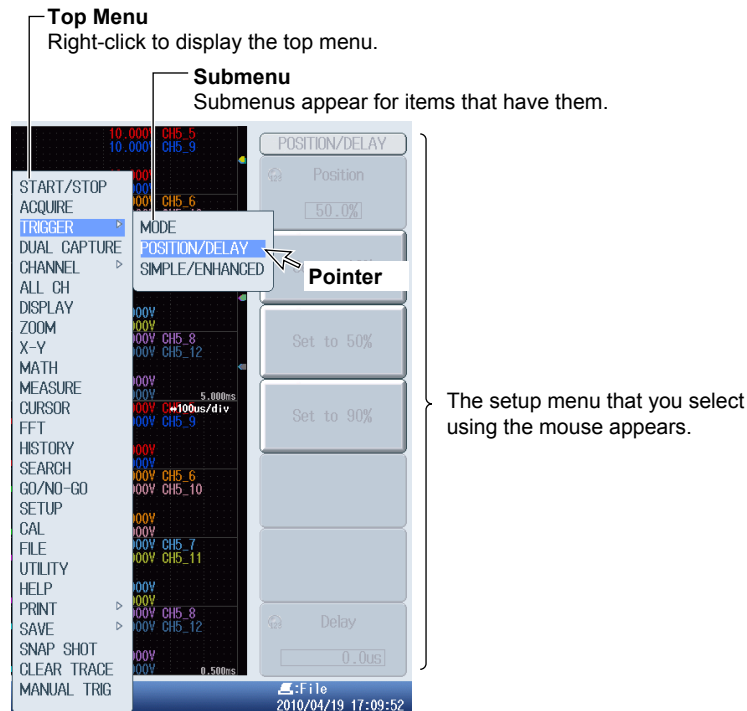 Top Menu
Right-click to display the top menu.
Submenu
Submenus appear for items that have them.
10.000V CH5_5
10.000V CH5_9
CH5_6
START/STOP
ACQUIRE
TRIGGER
DUAL CAPTURE
CHANNEL
ALL CH
DISPLAY
ZOOM
X-Y
MATH
MEASURE
CURSOR
FFT
HISTORY
SEARCH
GO/NO-GO
SETUP
CAL
FILE
UTILITY
HELP
PRINT
SAVE
SNAP SHOT
CLEAR TRACE
MANUAL TRIG
MODE
POSITION/DELAY
SIMPLE/ENHANCED
Pointer
CH5_8
CH5_12
5.000ms
100us/div
CH5_9
CH5_6
CH5_10
CH5_7
CH5_11
CH5_8
CH5_12
0.500ms
POSITION/DELAY
Position
50.0%
Set to 50%
Set to 90%
Delay
0.0us
The setup menu that you select
using the mouse appears.
:File
2010/04/19 17:09:52